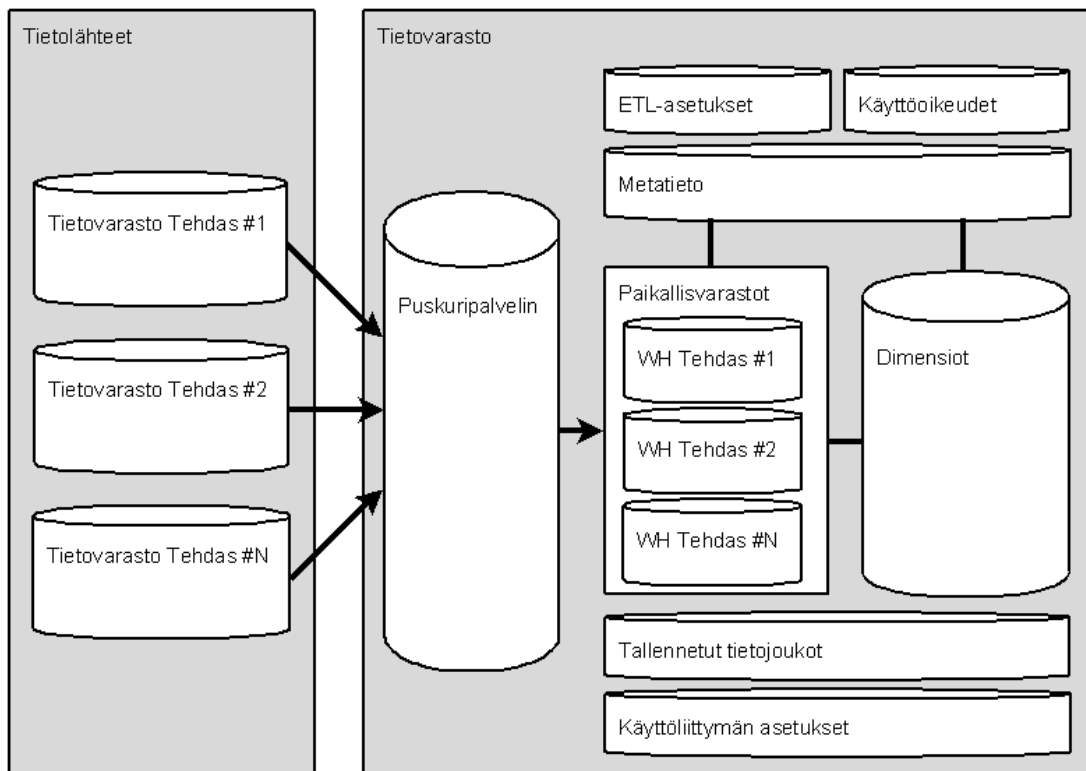 Tietolähteet
Tietovarasto Tehdas #1
Tietovarasto Tehdas #2
Tietovarasto Tehdas #N
Tietovarasto
Puskuripalvelin
ETL-asetukset
Käyttöoikeudet
Metatieto
Paikallisvarastot
WH Tehdas #1
WH Tehdas #2
WH Tehdas #N
Dimensiot
Tallennetut tietojoukot
Käyttöliittymän asetukset